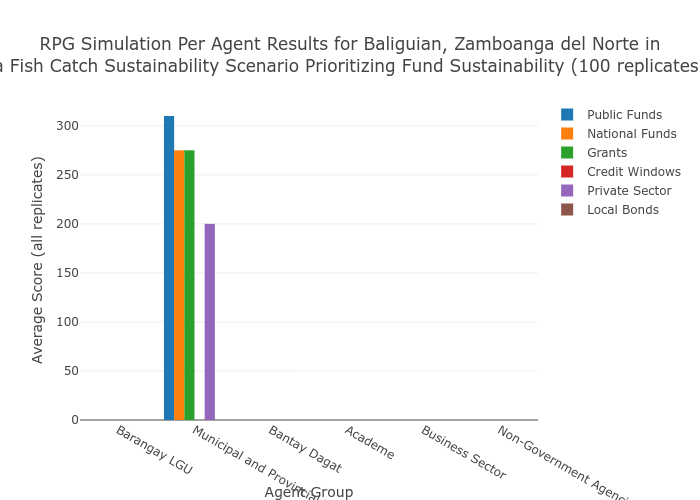 RPG Simulation Per Agent Results for Baliguian, Zamboanga del Norte in
a Fish Catch Sustainability Scenario Prioritizing Fund Sustainability (100 replicates
Public Funds
National Funds
Grants
Credit Windows
Private Sector
Local Bonds
Average Score (all replicates)
300
250
200
150
100
50
0
Barangay LGU
Municipal and Provincial
Bantay Dagat
Academe
Business Sector
Non-Government Agenci
Agent Group